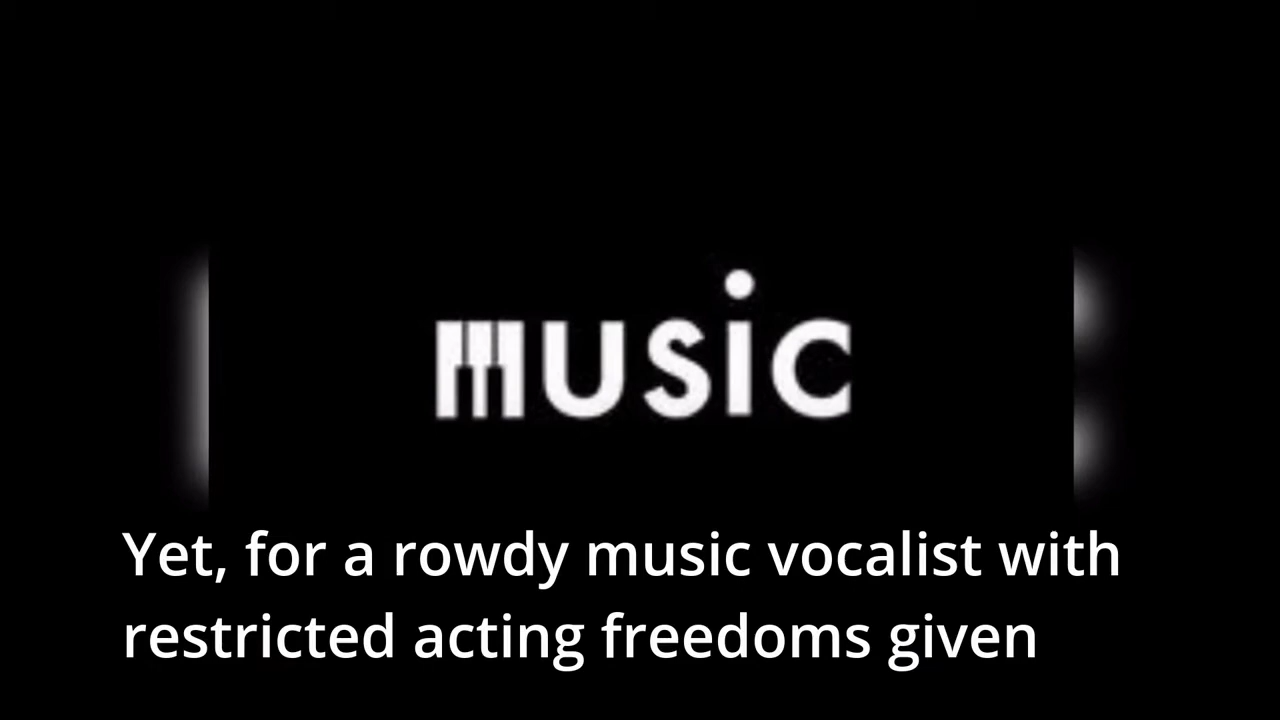 MUSiC
Yet, for a rowdy music vocalist with
restricted acting freedoms given